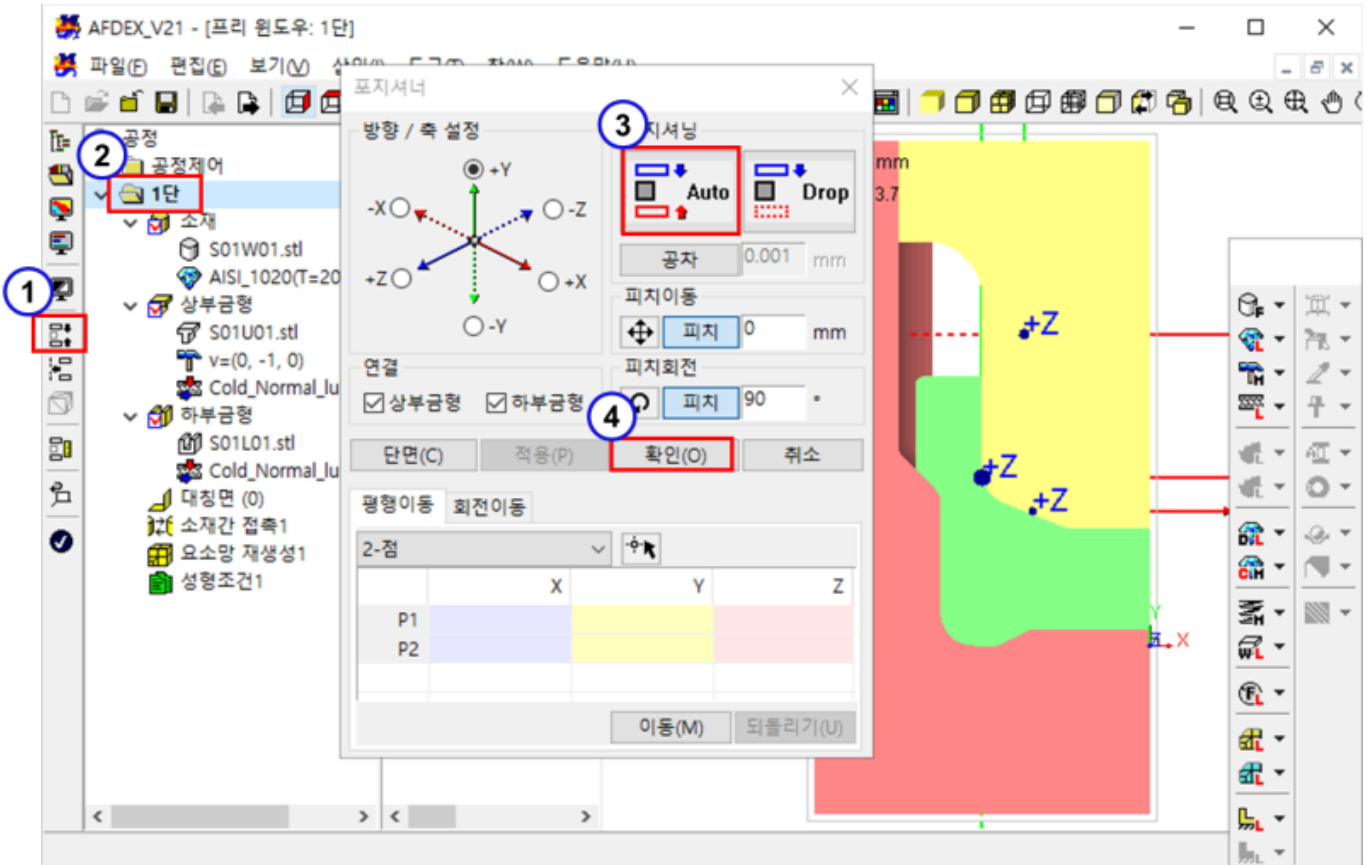 AFDEX_V21 - [프리 윈도우: 1단]
파일(F) 편집(E) 보기(V)
포지셔너
방향 / 축 설정
+Y
-X
-Z
+Z
+X
-Y
3
지셔닝
Auto
Drop
공차 0.001 mm
피치이동
피치 0 mm
연결
상부금형 하부금형
피치회전
피치 90 °
4
단면(C) 적용(P) 확인(O) 취소
평행이동 회전이동
2-점
X Y Z
P1
P2
이동(M) 되돌리기(U)
공정
2
공정제어
1단
소재
S01W01.stl
AISI_1020(T=20
1
상부금형
S01U01.stl
v=(0, -1, 0)
Cold_Normal_lu
하부금형
S01L01.stl
Cold_Normal_lu
대칭면 (0)
소재간 접촉1
요소망 재생성1
성형조건1
mm
3.7
+Z
+Z
+Z
Y
Z
X